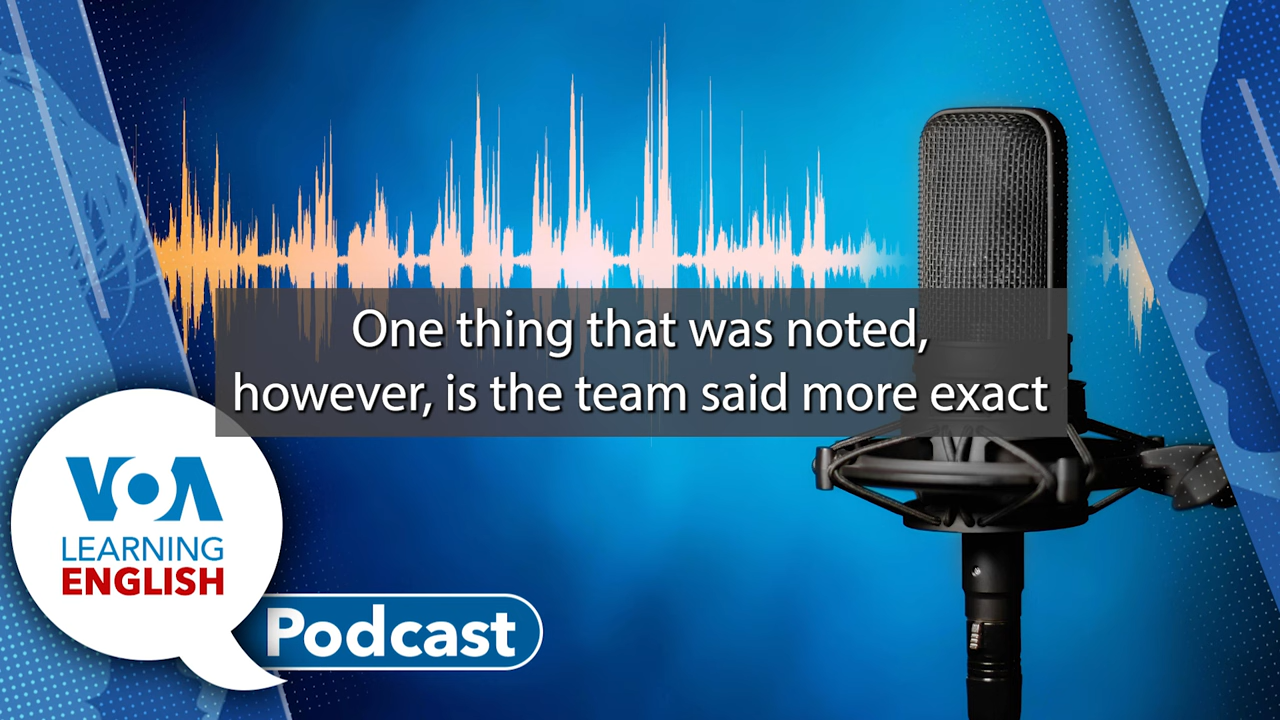 One thing that was noted,
however, is the team said more exact
VOA
LEARNING
ENGLISH
Podcast